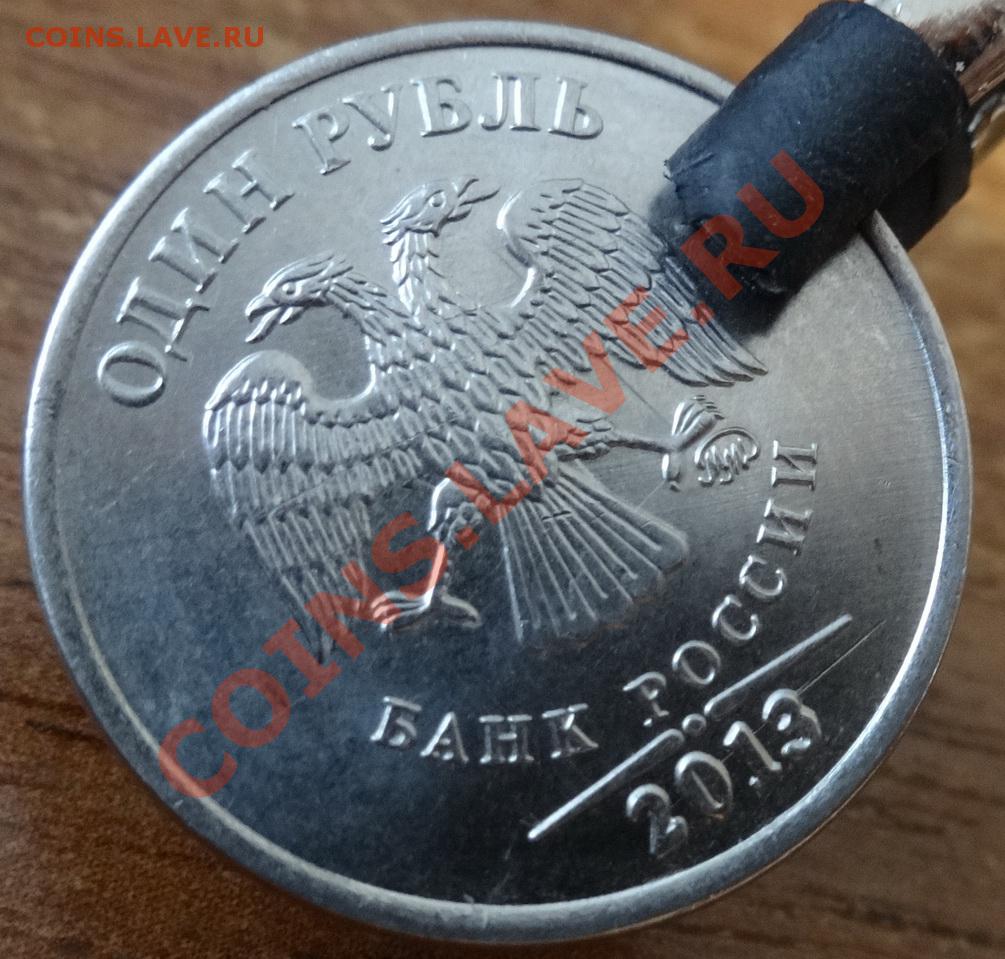 COINS.LAVE.RU
ОДИН РУБЛЬ
БАНК РОССИИ
2013
COINS.LAVE.RU